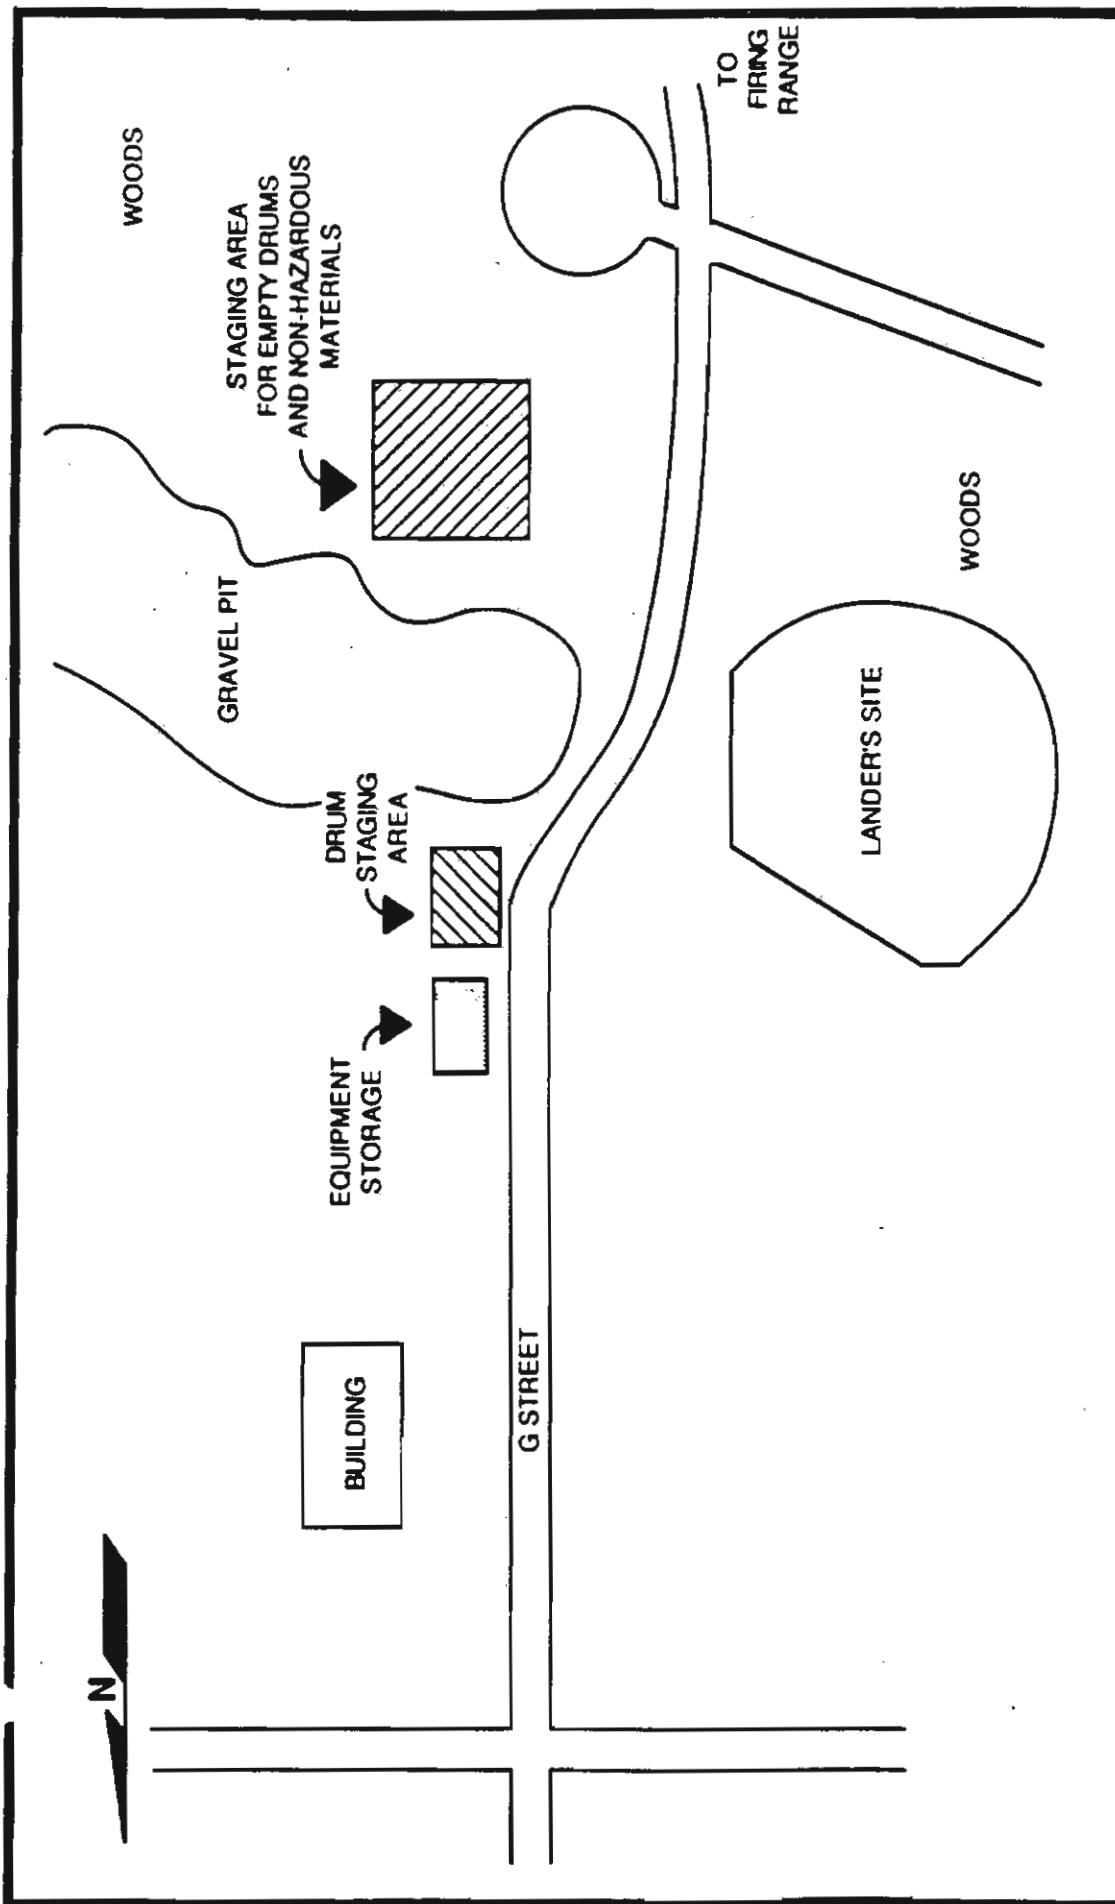 WOODS
STAGING AREA
FOR EMPTY DRUMS
AND NON-HAZARDOUS
MATERIALS
TO
FIRING
RANGE
GRAVEL PIT
DRUM
STAGING
AREA
EQUIPMENT
STORAGE
BUILDING
G STREET
WOODS
LANDER'S SITE
N